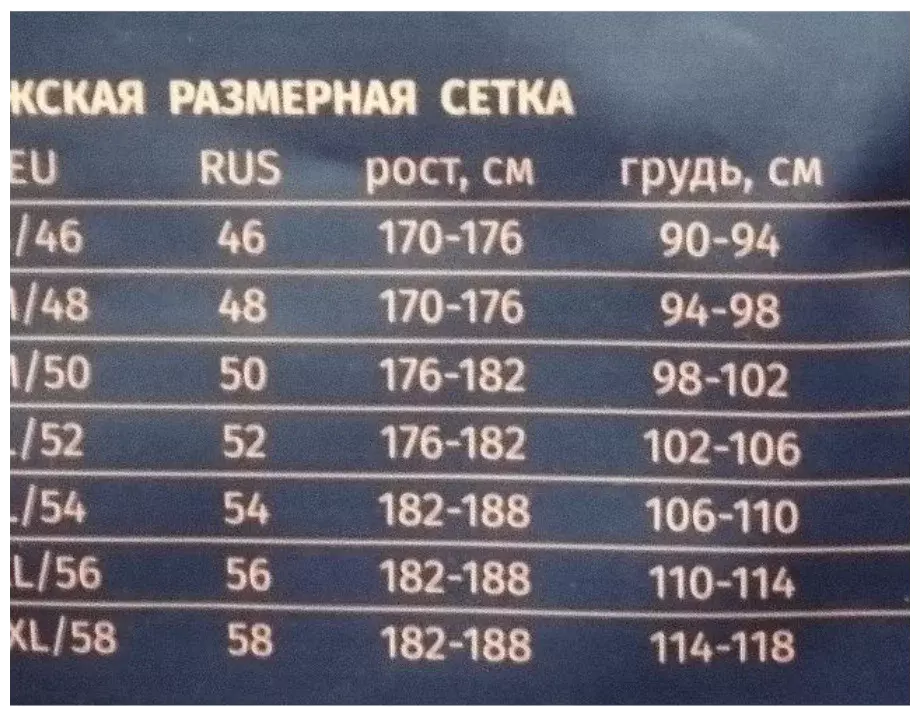 КСКАЯ РАЗМЕРНАЯ СЕТКА
EU RUS рост, см грудь, см
/46 46 170-176 90-94
/48 48 170-176 94-98
/50 50 176-182 98-102
/52 52 176-182 102-106
/54 54 182-188 106-110
L/56 56 182-188 110-114
XL/58 58 182-188 114-118